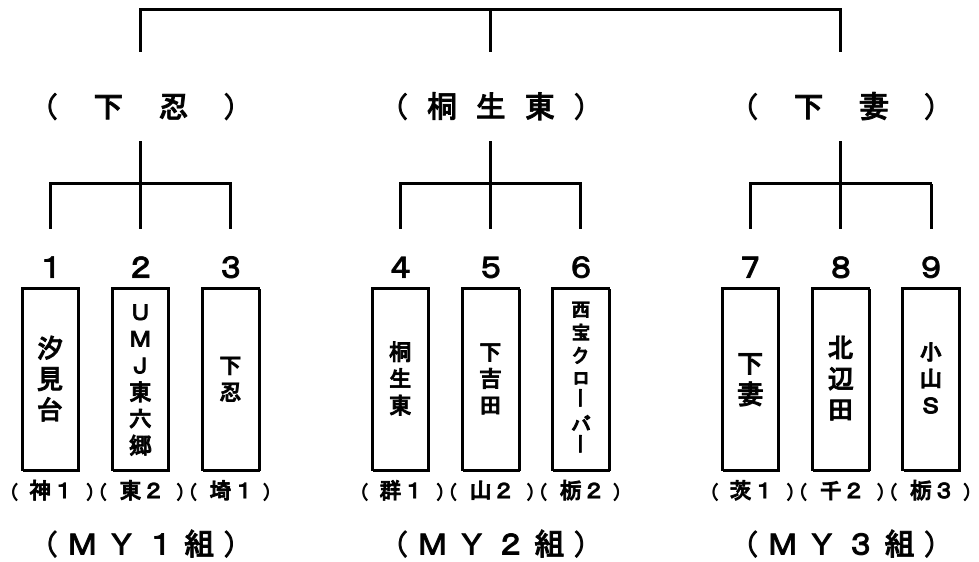 （下忍） （桐生東） （下妻）
１ ２ ３ ４ ５ ６ ７ ８ ９
汐見台
ＵＭＪ東六郷
下忍
桐生東
下吉田
西宝クローバー
下妻
北辺田
小山Ｓ
（神１） （東２） （埼１） （群１） （山２） （栃２） （茨１） （千２） （栃３）
（ＭＹ１組） （ＭＹ２組） （ＭＹ３組）